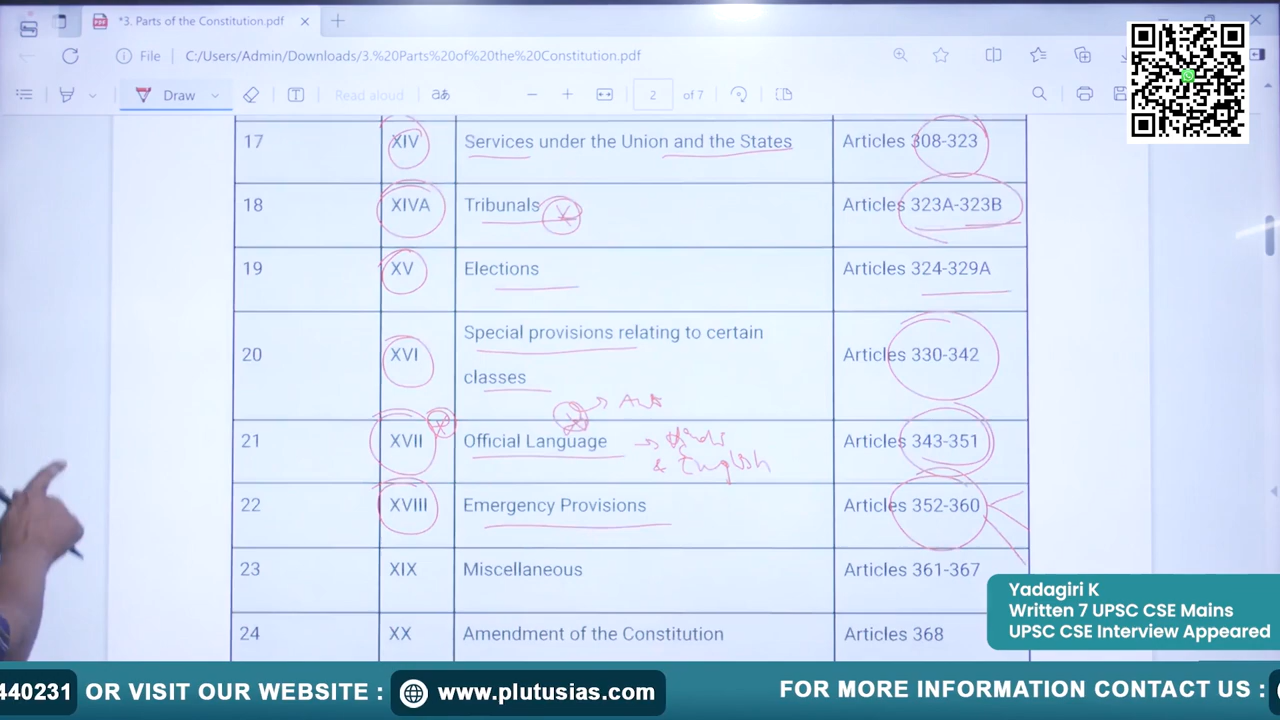 *3. Parts of the Constitution.pdf
File C:/Users/Admin/Downloads/3.%20Parts%20of%20the%20Constitution.pdf
Draw Read aloud aあ 2 of 7
17 XIV Services under the Union and the States Articles 308-323
18 XIVA Tribunals Articles 323A-323B
19 XV Elections Articles 324-329A
20 XVI Special provisions relating to certain
classes Articles 330-342
21 XVII Official Language Articles 343-351
& English
22 XVIII Emergency Provisions Articles 352-360
23 XIX Miscellaneous Articles 361-367
24 XX Amendment of the Constitution Articles 368
Yadagiri K
Written 7 UPSC CSE Mains
UPSC CSE Interview Appeared
440231 OR VISIT OUR WEBSITE : www.plutusias.com FOR MORE INFORMATION CONTACT US :